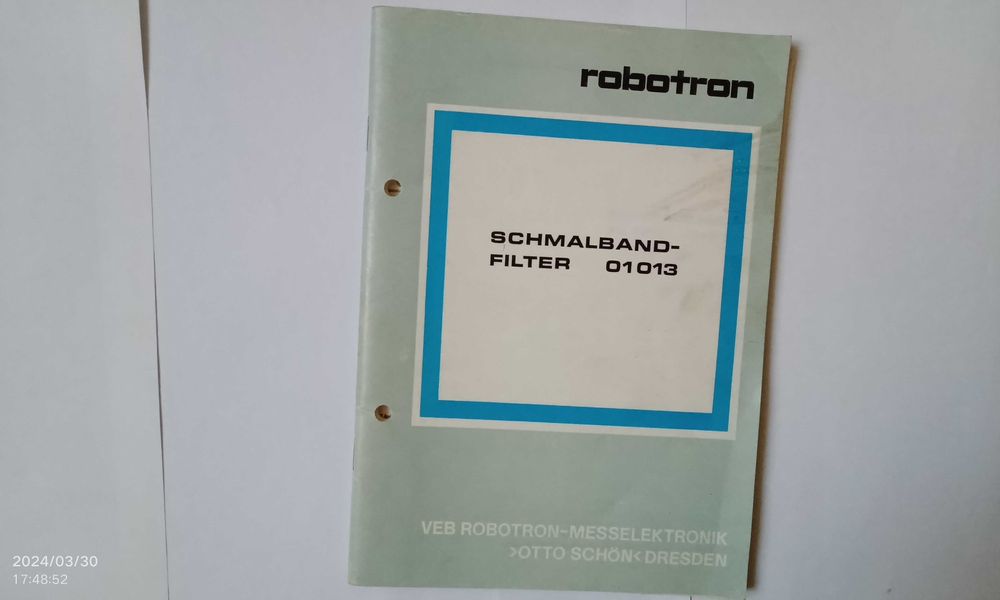 robotron
SCHMALBAND-
FILTER 01013
VEB ROBOTRON-MESSELEKTRONIK
>OTTO SCHÖN< DRESDEN
2024/03/30
17:48:52